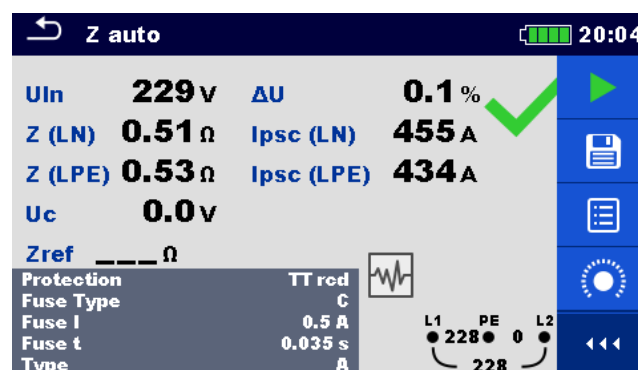 Z auto 20:04
Uln 229 V ΔU 0.1 %
Z (LN) 0.51 Ω Ipsc (LN) 455 A
Z (LPE) 0.53 Ω Ipsc (LPE) 434 A
Uc 0.0 V
Zref _ _ _ Ω
Protection TT rcd
Fuse Type C
Fuse I 0.5 A
Fuse t 0.035 s
Type A
L1 PE L2
228 0
228